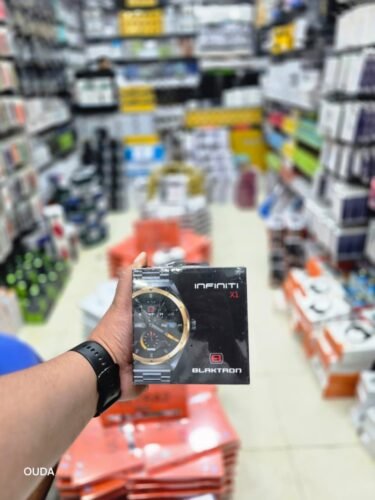 INFINITI
X1
BLAKTRON
OUDA